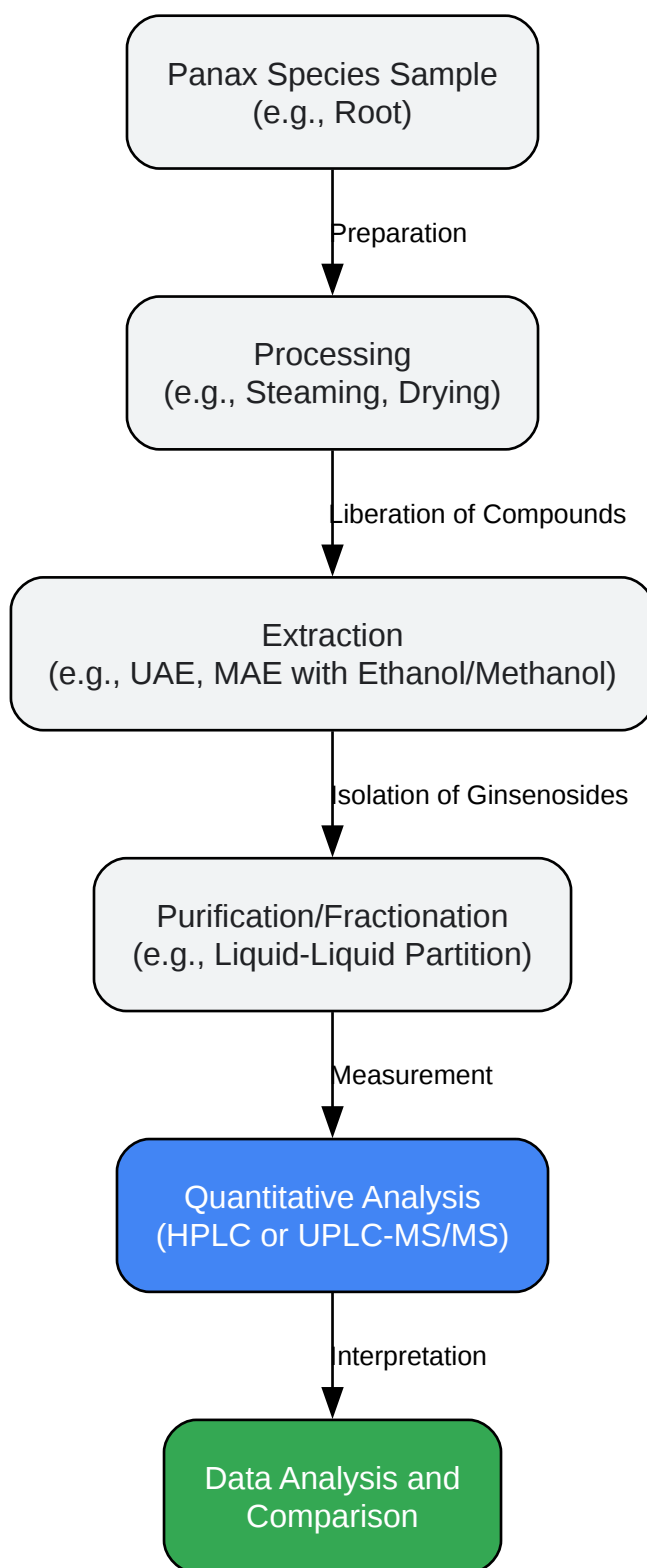 Panax Species Sample
(e.g., Root)
Preparation
Processing
(e.g., Steaming, Drying)
Liberation of Compounds
Extraction
(e.g., UAE, MAE with Ethanol/Methanol)
Isolation of Ginsenosides
Purification/Fractionation
(e.g., Liquid-Liquid Partition)
Measurement
Quantitative Analysis
(HPLC or UPLC-MS/MS)
Interpretation
Data Analysis and
Comparison